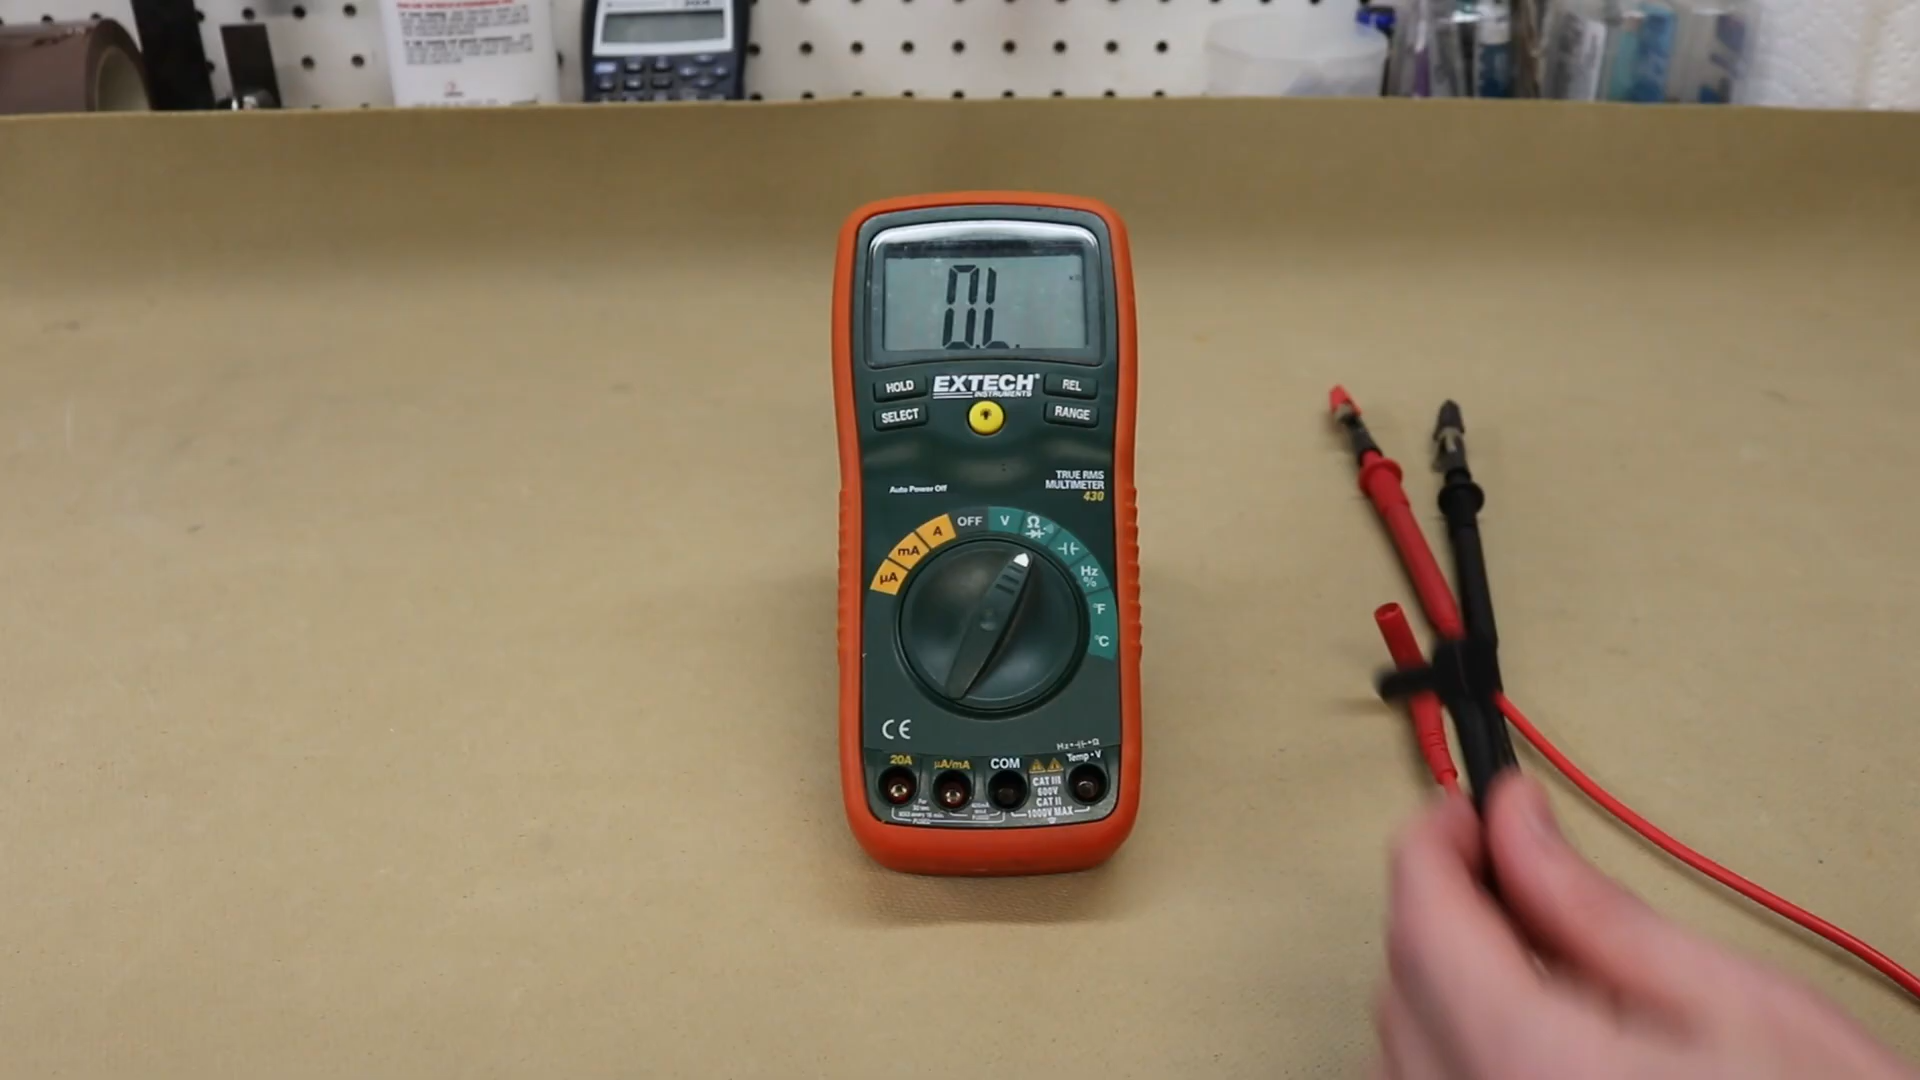 O.L.
HOLD
EXTECH®
INSTRUMENTS
REL
SELECT
RANGE
TRUE RMS
MULTIMETER
430
Auto Power Off
µA
mA
A
OFF
V
Ω
Hz
%
°F
°C
CE
20A
µA/mA
COM
Temp•V
CAT III
600V
CAT II
1000V MAX